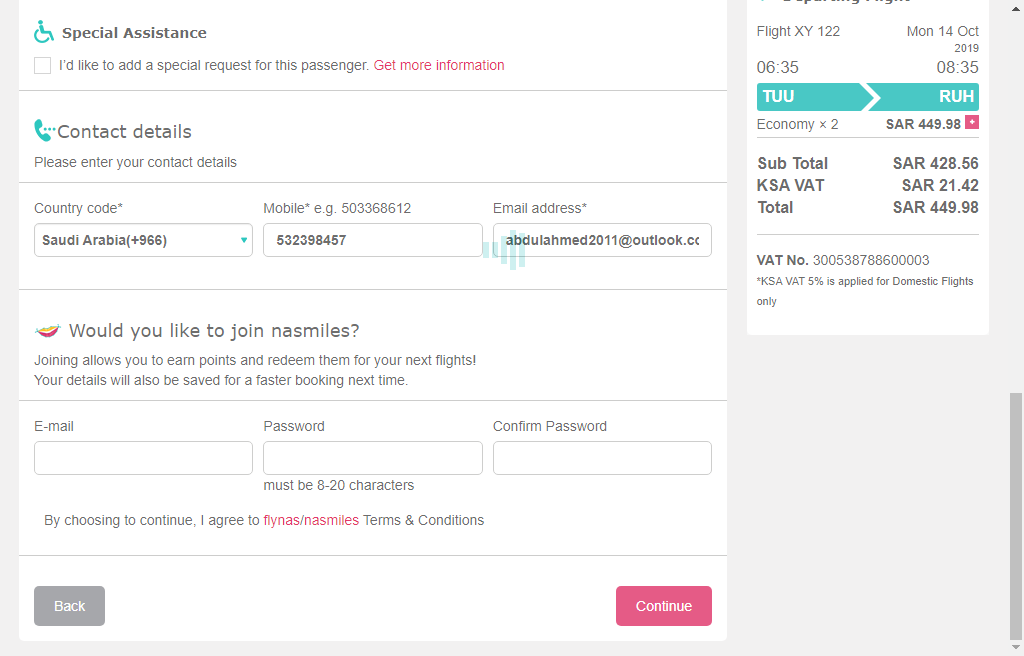 Special Assistance
I'd like to add a special request for this passenger. Get more information
Contact details
Please enter your contact details
Country code*
Mobile* e.g. 503368612
Email address*
Saudi Arabia(+966)
532398457
abdulahmed2011@outlook.cc
Would you like to join nasmiles?
Joining allows you to earn points and redeem them for your next flights!
Your details will also be saved for a faster booking next time.
E-mail
Password
Confirm Password
must be 8-20 characters
By choosing to continue, I agree to flynas/nasmiles Terms & Conditions
Back
Continue
Flight XY 122
Mon 14 Oct
2019
06:35
08:35
TUU
RUH
Economy × 2
SAR 449.98 +
Sub Total
SAR 428.56
KSA VAT
SAR 21.42
Total
SAR 449.98
VAT No. 300538788600003
*KSA VAT 5% is applied for Domestic Flights
only